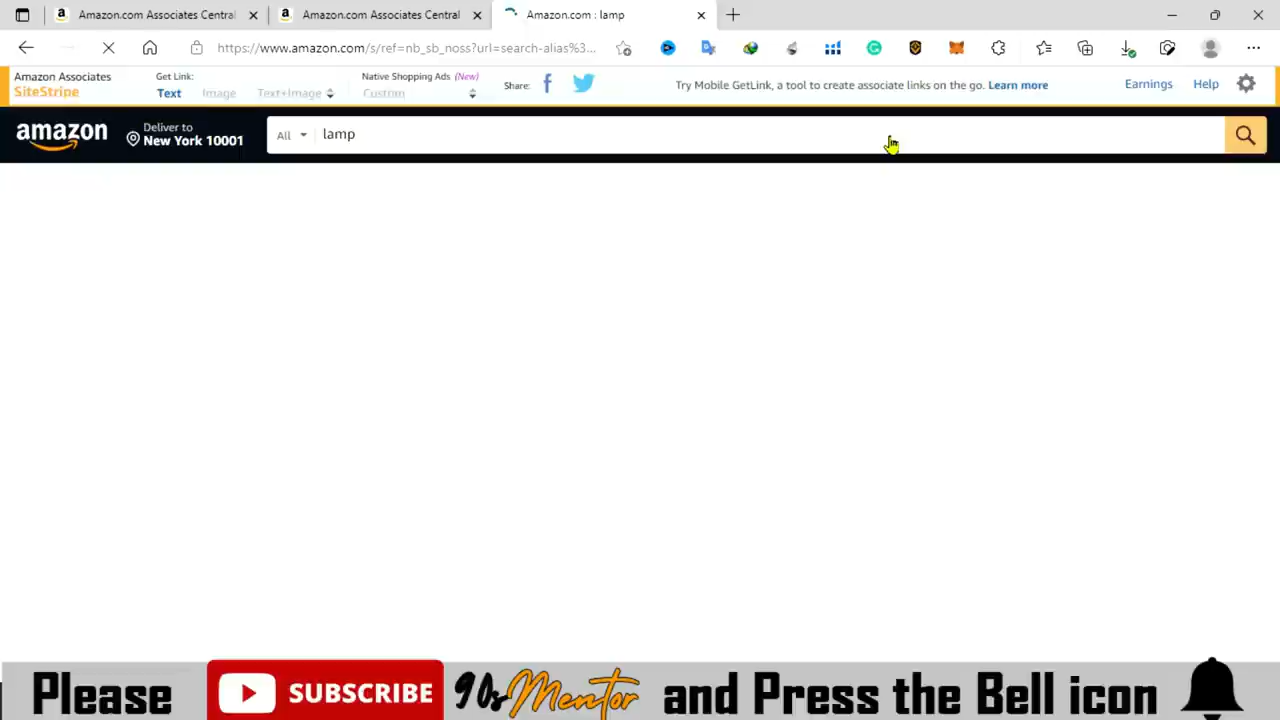 Amazon.com Associates Central
Amazon.com Associates Central
Amazon.com : lamp
https://www.amazon.com/s/ref=nb_sb_noss?url=search-alias%3...
Amazon Associates
SiteStripe
Get Link:
Text
Image
Text+Image
Native Shopping Ads (New)
Custom
Share:
Try Mobile GetLink, a tool to create associate links on the go. Learn more
Earnings
Help
amazon
Deliver to
New York 10001
All
lamp
Please SUBSCRIBE 90s Mentor and Press the Bell icon